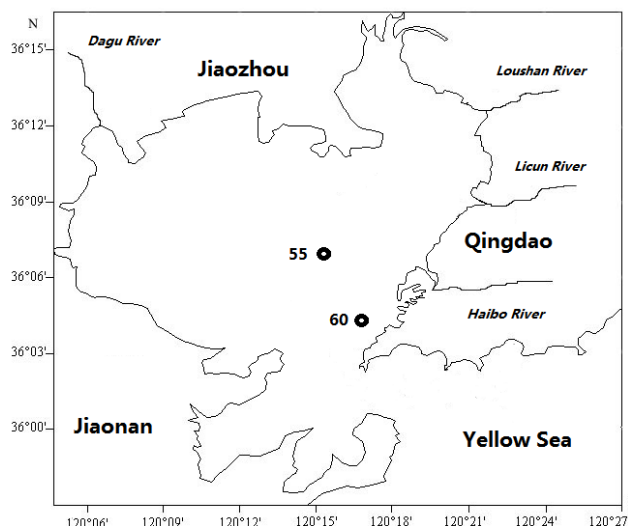 N
36°15'
Dagu River
Jiaozhou
Loushan River
36°12'
Licun River
36°09'
Qingdao
55
36°06'
60
Haibo River
36°03'
Jiaonan
36°00'
Yellow Sea
120°06' 120°09' 120°12' 120°15' 120°18' 120°21' 120°24' 120°27